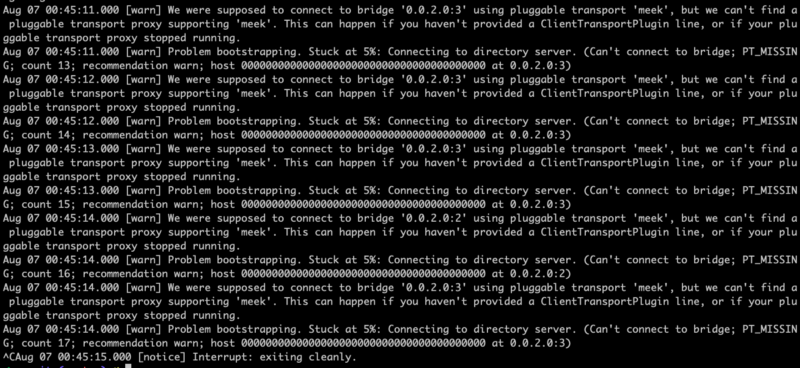 Aug 07 00:45:11.000 [warn] We were supposed to connect to bridge '0.0.2.0:3' using pluggable transport 'meek', but we can't find a
 pluggable transport proxy supporting 'meek'. This can happen if you haven't provided a ClientTransportPlugin line, or if your plu
ggable transport proxy stopped running.
Aug 07 00:45:11.000 [warn] Problem bootstrapping. Stuck at 5%: Connecting to directory server. (Can't connect to bridge; PT_MISSIN
G; count 13; recommendation warn; host 0000000000000000000000000000000000000000 at 0.0.2.0:3)
Aug 07 00:45:12.000 [warn] We were supposed to connect to bridge '0.0.2.0:3' using pluggable transport 'meek', but we can't find a
 pluggable transport proxy supporting 'meek'. This can happen if you haven't provided a ClientTransportPlugin line, or if your plu
ggable transport proxy stopped running.
Aug 07 00:45:12.000 [warn] Problem bootstrapping. Stuck at 5%: Connecting to directory server. (Can't connect to bridge; PT_MISSIN
G; count 14; recommendation warn; host 0000000000000000000000000000000000000000 at 0.0.2.0:3)
Aug 07 00:45:13.000 [warn] We were supposed to connect to bridge '0.0.2.0:3' using pluggable transport 'meek', but we can't find a
 pluggable transport proxy supporting 'meek'. This can happen if you haven't provided a ClientTransportPlugin line, or if your plu
ggable transport proxy stopped running.
Aug 07 00:45:13.000 [warn] Problem bootstrapping. Stuck at 5%: Connecting to directory server. (Can't connect to bridge; PT_MISSIN
G; count 15; recommendation warn; host 0000000000000000000000000000000000000000 at 0.0.2.0:3)
Aug 07 00:45:14.000 [warn] We were supposed to connect to bridge '0.0.2.0:2' using pluggable transport 'meek', but we can't find a
 pluggable transport proxy supporting 'meek'. This can happen if you haven't provided a ClientTransportPlugin line, or if your plu
ggable transport proxy stopped running.
Aug 07 00:45:14.000 [warn] Problem bootstrapping. Stuck at 5%: Connecting to directory server. (Can't connect to bridge; PT_MISSIN
G; count 16; recommendation warn; host 0000000000000000000000000000000000000000 at 0.0.2.0:2)
Aug 07 00:45:14.000 [warn] We were supposed to connect to bridge '0.0.2.0:3' using pluggable transport 'meek', but we can't find a
 pluggable transport proxy supporting 'meek'. This can happen if you haven't provided a ClientTransportPlugin line, or if your plu
ggable transport proxy stopped running.
Aug 07 00:45:14.000 [warn] Problem bootstrapping. Stuck at 5%: Connecting to directory server. (Can't connect to bridge; PT_MISSIN
G; count 17; recommendation warn; host 0000000000000000000000000000000000000000 at 0.0.2.0:3)
^CAug 07 00:45:15.000 [notice] Interrupt: exiting cleanly.